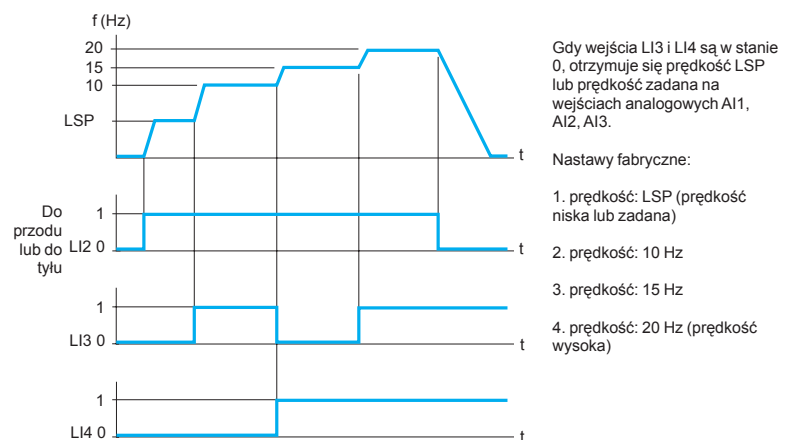 f (Hz)
20
15
10
LSP
t
Do
przodu
lub do
tyłu
1
LI2 0
t
1
LI3 0
t
1
LI4 0
t
Gdy wejścia LI3 i LI4 są w stanie
0, otrzymuje się prędkość LSP
lub prędkość zadana na
wejściach analogowych AI1,
AI2, AI3.
Nastawy fabryczne:
1. prędkość: LSP (prędkość
niska lub zadana)
2. prędkość: 10 Hz
3. prędkość: 15 Hz
4. prędkość: 20 Hz (prędkość
wysoka)